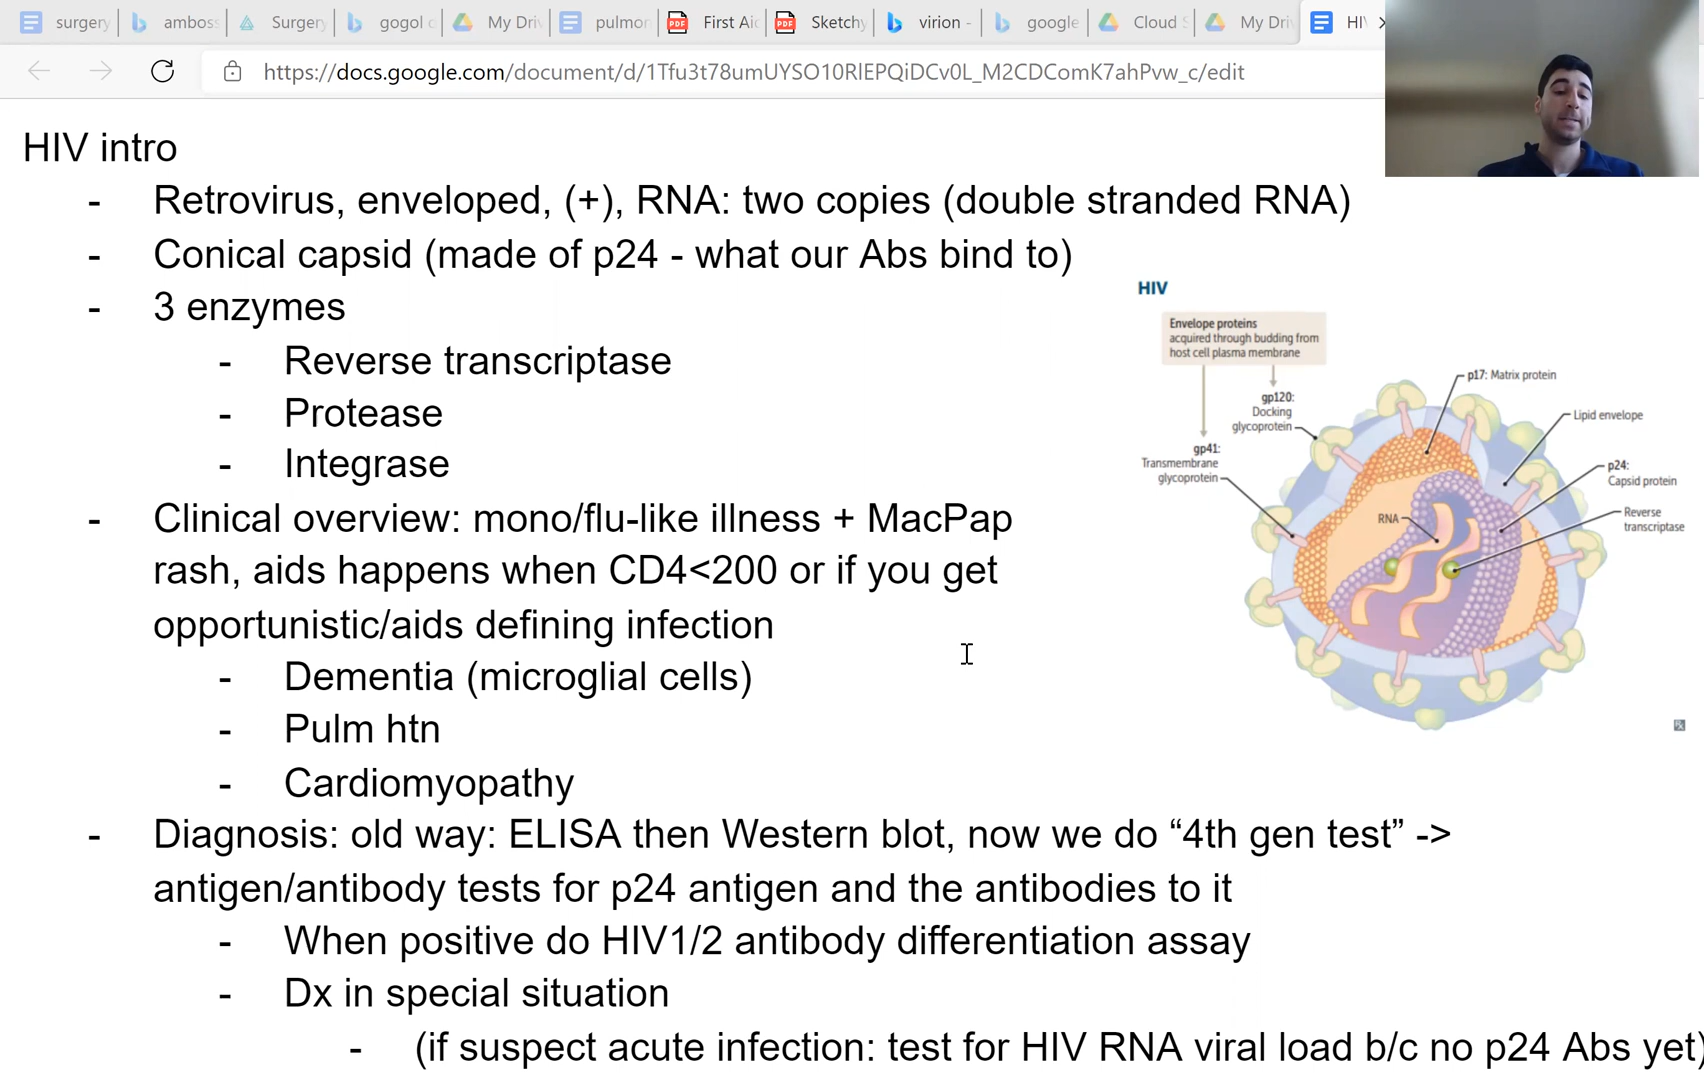 surgery
ambos
Surgery
gogol
My Dri
pulmon
First Aid
Sketchy
virion -
google
Cloud S
My Dri
HI
https://docs.google.com/document/d/1Tfu3t78umUYSO10RlEPQiDCv0L_M2CDComK7ahPvw_c/edit
HIV intro
- Retrovirus, enveloped, (+), RNA: two copies (double stranded RNA)
- Conical capsid (made of p24 - what our Abs bind to)
- 3 enzymes
- Reverse transcriptase
- Protease
- Integrase
- Clinical overview: mono/flu-like illness + MacPap
rash, aids happens when CD4<200 or if you get
opportunistic/aids defining infection
- Dementia (microglial cells)
- Pulm htn
- Cardiomyopathy
- Diagnosis: old way: ELISA then Western blot, now we do “4th gen test” ->
antigen/antibody tests for p24 antigen and the antibodies to it
- When positive do HIV1/2 antibody differentiation assay
- Dx in special situation
- (if suspect acute infection: test for HIV RNA viral load b/c no p24 Abs yet)
HIV
Envelope proteins
acquired through budding from
host cell plasma membrane
gp120:
Docking
glycoprotein
gp41:
Transmembrane
glycoprotein
p17: Matrix protein
Lipid envelope
p24:
Capsid protein
Reverse
transcriptase
RNA